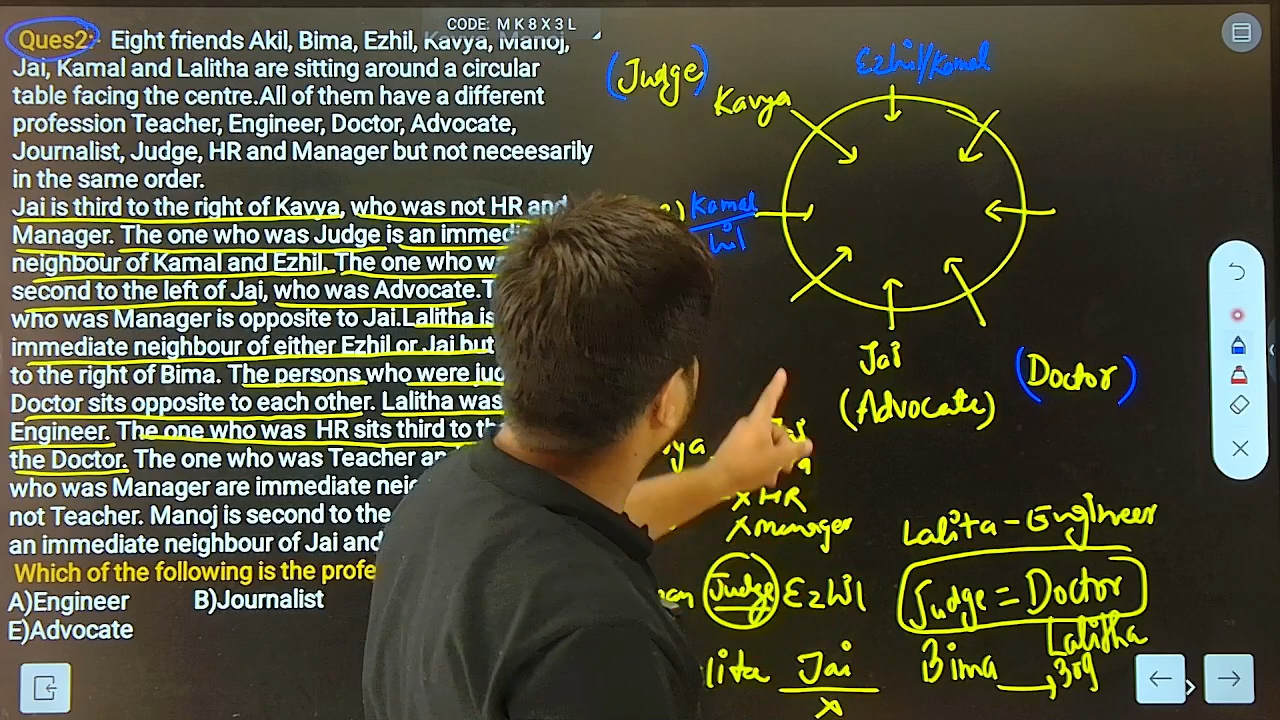 CODE: MK8X3L
Ques2:- Eight friends Akil, Bima, Ezhil, Kavya, Manoj,
Jai, Kamal and Lalitha are sitting around a circular
table facing the centre.All of them have a different
profession Teacher, Engineer, Doctor, Advocate,
Journalist, Judge, HR and Manager but not neceesarily
in the same order.
Jai is third to the right of Kavya, who was not HR and
Manager. The one who was Judge is an immedi
neighbour of Kamal and Ezhil. The one who w
second to the left of Jai, who was Advocate.T
who was Manager is opposite to Jai.Lalitha is
immediate neighbour of either Ezhil or Jai but
to the right of Bima. The persons who were jud
Doctor sits opposite to each other. Lalitha was
Engineer. The one who was HR sits third to th
the Doctor. The one who was Teacher an
who was Manager are immediate neig
not Teacher. Manoj is second to the
an immediate neighbour of Jai and
Which of the following is the profe
A)Engineer B)Journalist
E)Advocate
(Judge)
Kavya
Ezhil/Kamal
Kamal
hil
Jai
(Advocate)
(Doctor)
ya
x HR
x manager
Judge Ezhil
lita Jai
x
Lalita - Engineer
Judge = Doctor
Bima Lalitha
3rd